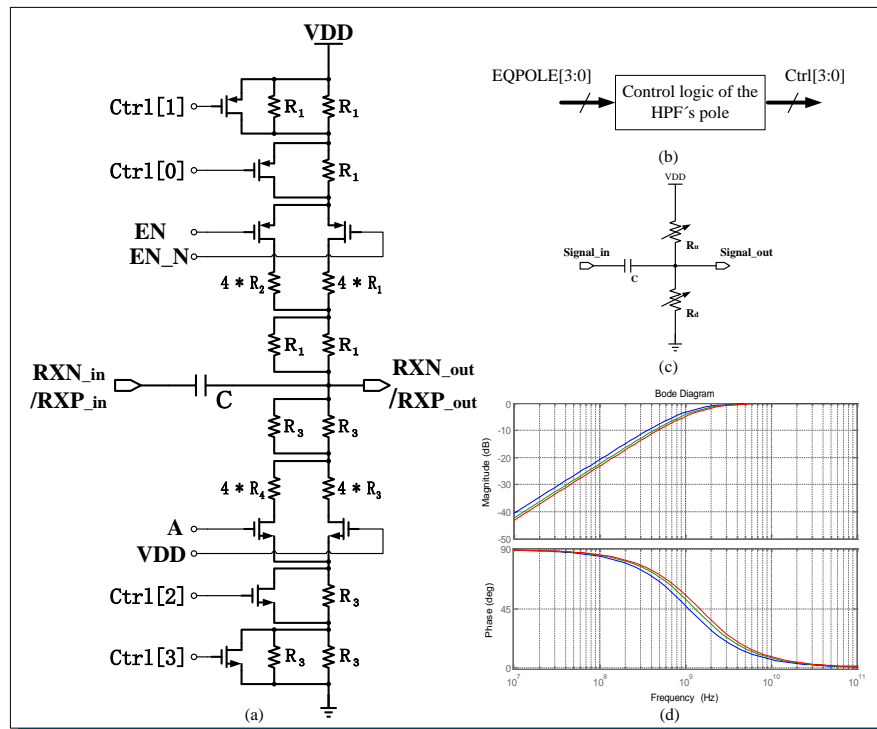 VDD
Ctrl[1]
R1
R1
Ctrl[0]
R1
EN
EN_N
4*R2
4*R1
R1
R1
RXN_in
/RXP_in
C
RXN_out
/RXP_out
R3
R3
4*R4
4*R3
A
VDD
Ctrl[2]
R3
Ctrl[3]
R3
R3
(a)
EQPOLE[3:0]
Control logic of the
HPF´s pole
Ctrl[3:0]
(b)
VDD
Ru
Signal_in
Signal_out
C
Rd
(c)
Bode Diagram
Magnitude (dB)
0
-10
-20
-30
-40
-50
Phase (deg)
90
45
0
10^7
10^8
10^9
10^10
10^11
Frequency (Hz)
(d)